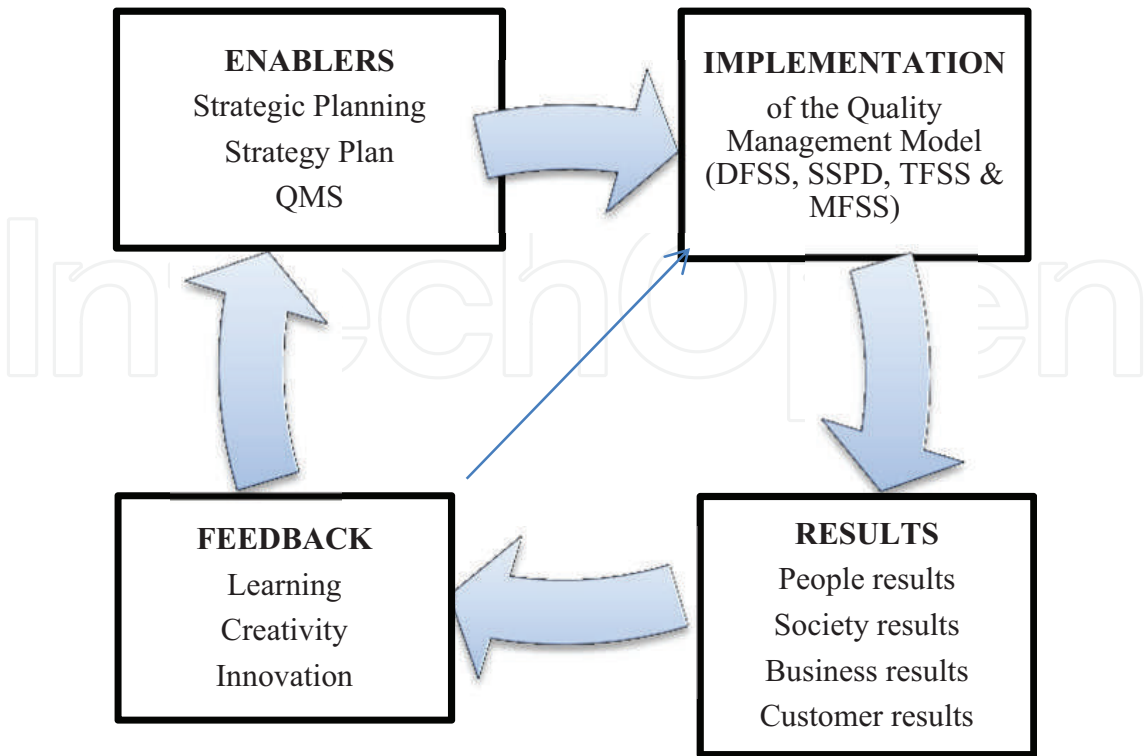 ENABLERS
Strategic Planning
Strategy Plan
QMS
IMPLEMENTATION
of the Quality
Management Model
(DFSS, SSPD, TFSS &
MFSS)
IntechOpen
FEEDBACK
Learning
Creativity
Innovation
RESULTS
People results
Society results
Business results
Customer results